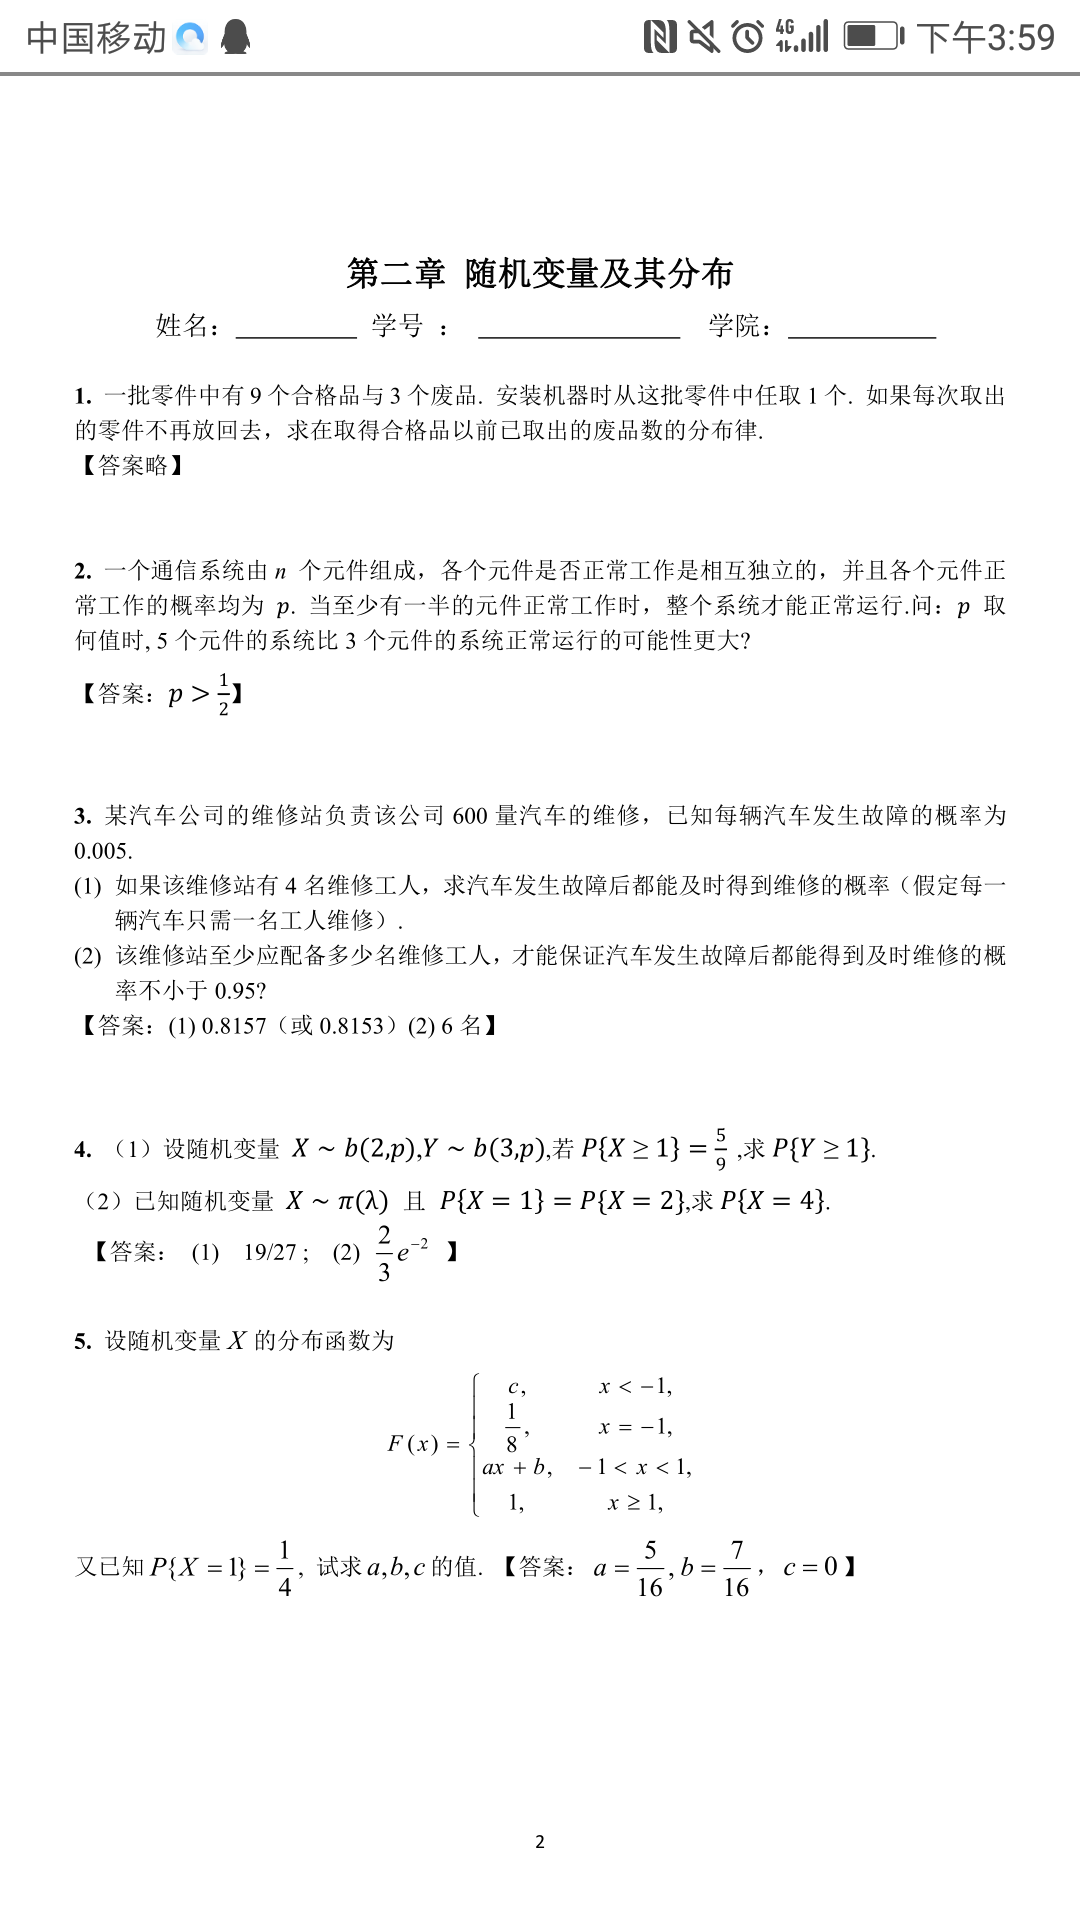 中国移动 4G 下午3:59
第二章 随机变量及其分布
姓名： 学号 ： 学院：
1. 一批零件中有 9 个合格品与 3 个废品. 安装机器时从这批零件中任取 1 个. 如果每次取出
的零件不再放回去，求在取得合格品以前已取出的废品数的分布律.
【答案略】
2. 一个通信系统由 n 个元件组成，各个元件是否正常工作是相互独立的，并且各个元件正
常工作的概率均为 p. 当至少有一半的元件正常工作时，整个系统才能正常运行.问：p 取
何值时, 5 个元件的系统比 3 个元件的系统正常运行的可能性更大?
【答案：p > 1/2】
3. 某汽车公司的维修站负责该公司 600 量汽车的维修，已知每辆汽车发生故障的概率为
0.005.
(1) 如果该维修站有 4 名维修工人，求汽车发生故障后都能及时得到维修的概率（假定每一
辆汽车只需一名工人维修）.
(2) 该维修站至少应配备多少名维修工人，才能保证汽车发生故障后都能得到及时维修的概
率不小于 0.95?
【答案：(1) 0.8157（或 0.8153）(2) 6 名】
4. （1）设随机变量 X ~ b(2,p),Y ~ b(3,p),若 P{X ≥ 1} = 5/9 ,求 P{Y ≥ 1}.
（2）已知随机变量 X ~ π(λ) 且 P{X = 1} = P{X = 2},求 P{X = 4}.
【答案： (1) 19/27 ; (2) 2/3 e⁻² 】
5. 设随机变量 X 的分布函数为
c, x < −1,
1/8, x = −1,
F(x) =
ax + b, − 1 < x < 1,
1, x ≥ 1,
又已知 P{X = 1} = 1/4, 试求 a,b,c 的值. 【答案： a = 5/16, b = 7/16， c = 0】
2